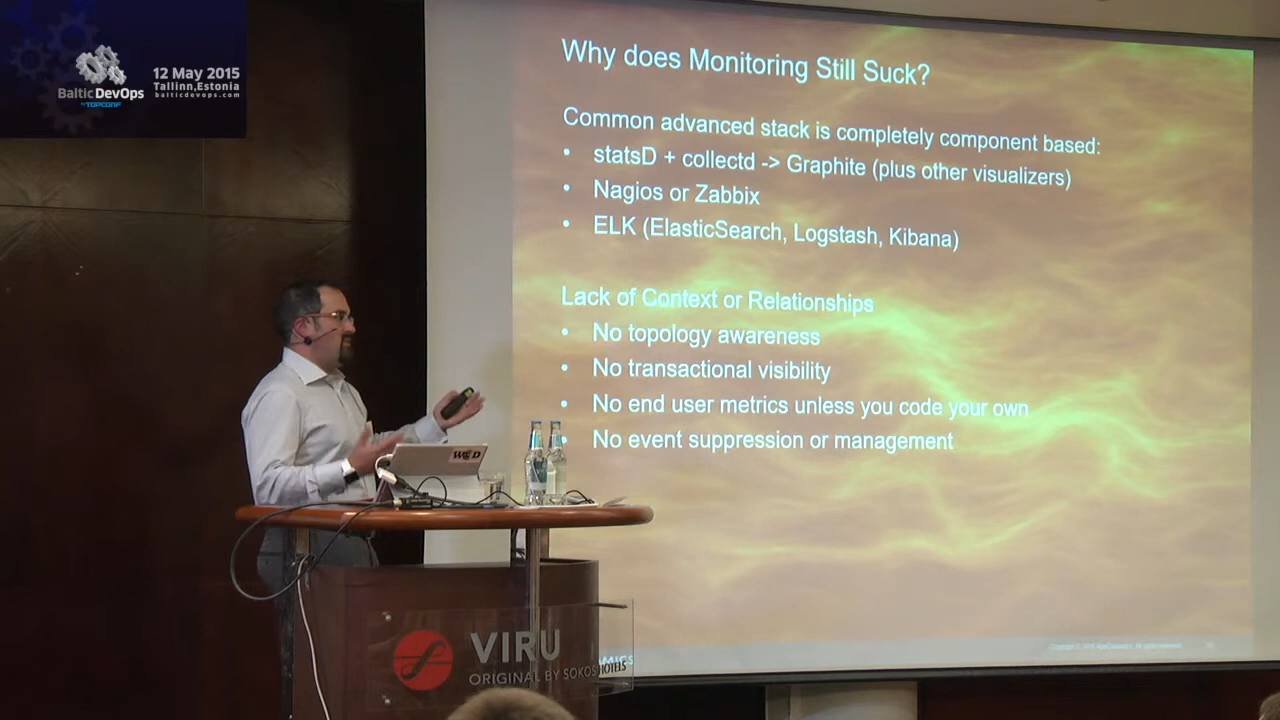 BalticDevOps
by TOPCONF
12 May 2015
Tallinn,Estonia
balticdevops.com
Why does Monitoring Still Suck?
Common advanced stack is completely component based:
• statsD + collectd -> Graphite (plus other visualizers)
• Nagios or Zabbix
• ELK (ElasticSearch, Logstash, Kibana)
Lack of Context or Relationships
• No topology awareness
• No transactional visibility
• No end user metrics unless you code your own
• No event suppression or management
VIRU
ORIGINAL BY SOKOS HOTELS